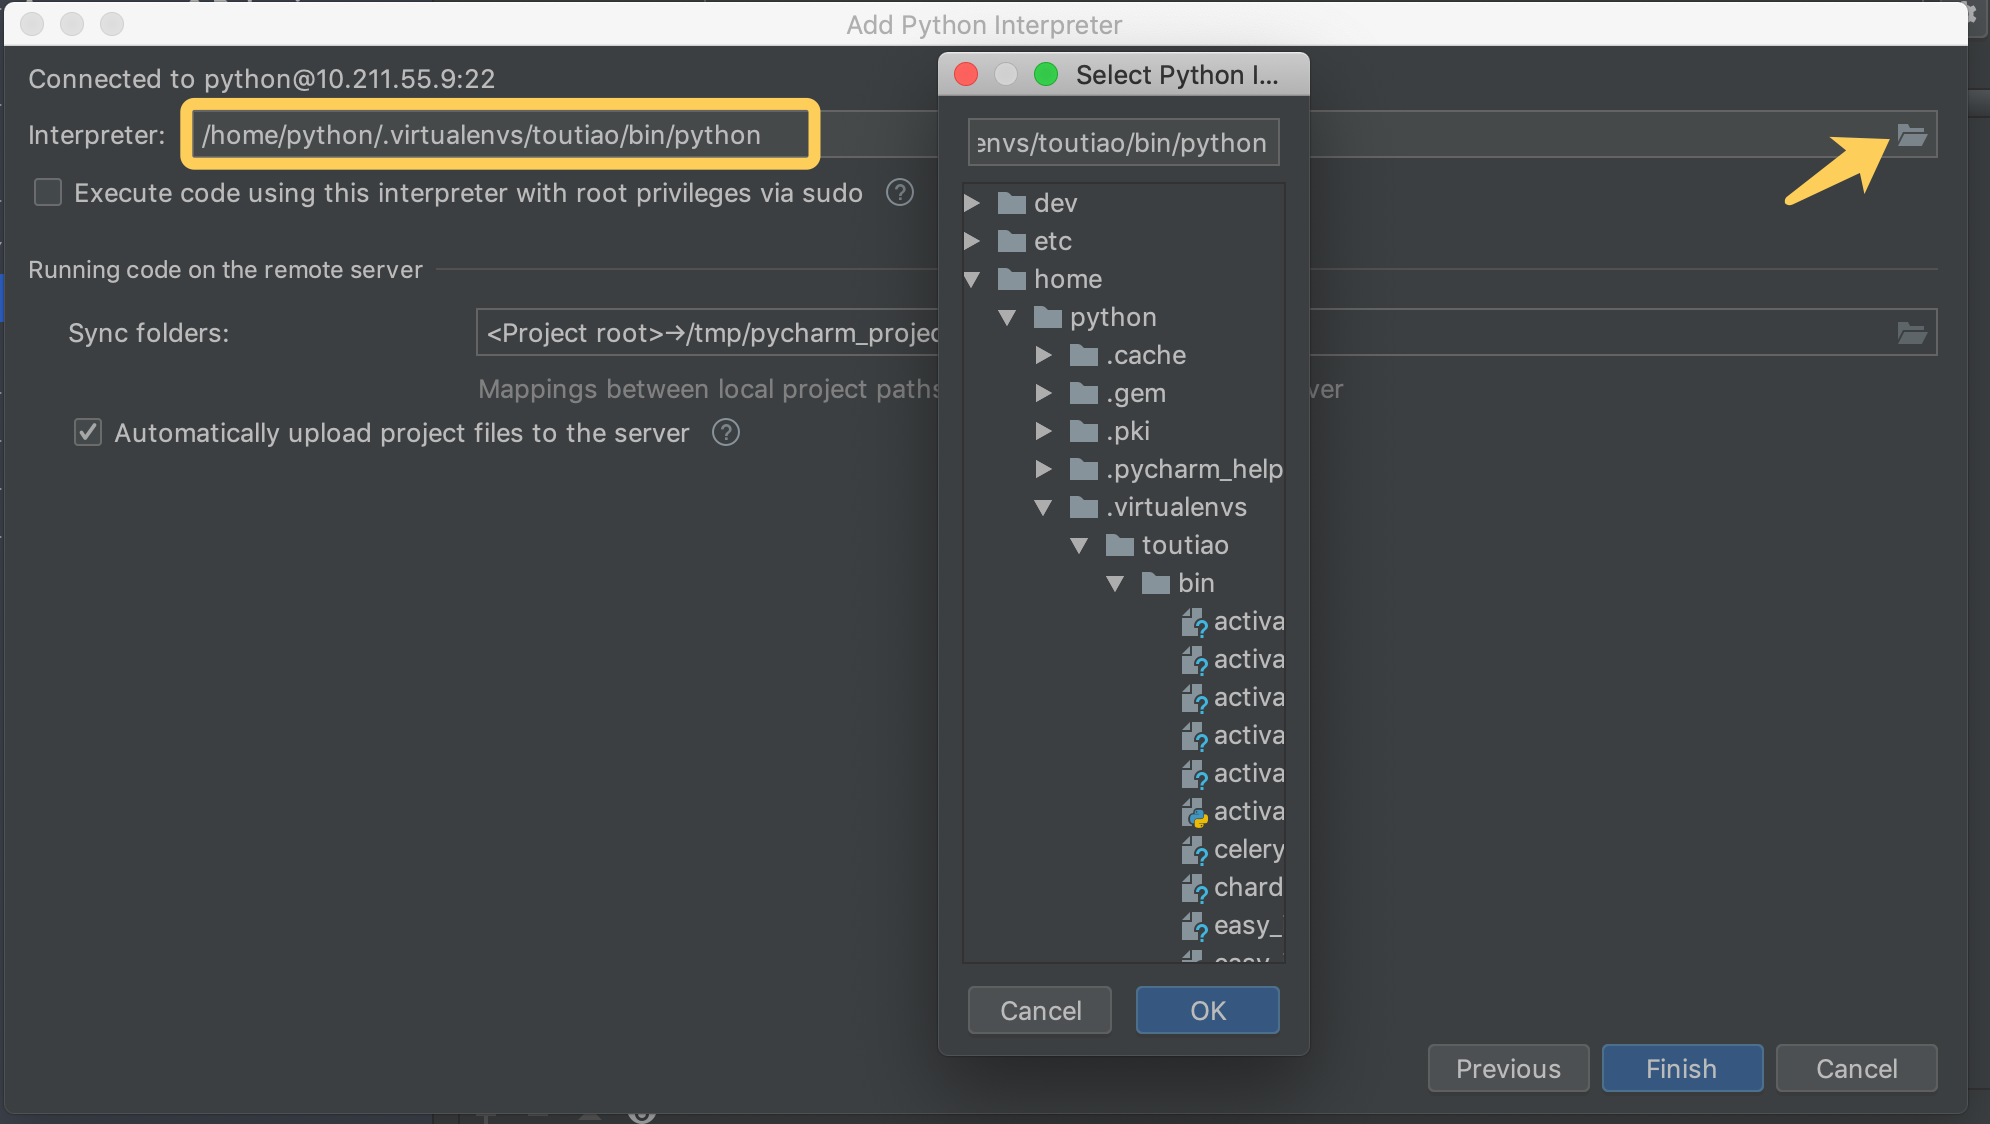 Add Python Interpreter
Connected to python@10.211.55.9:22
Select Python I...
Interpreter: /home/python/.virtualenvs/toutiao/bin/python
envs/toutiao/bin/python
Execute code using this interpreter with root privileges via sudo ?
dev
etc
home
python
.cache
.gem
.pki
.pycharm_help
.virtualenvs
toutiao
bin
activa
activa
activa
activa
activa
activa
celery
chard
easy_
easy_
Running code on the remote server
Sync folders: <Project root>→/tmp/pycharm_projec
Mappings between local project paths
ver
Automatically upload project files to the server ?
Cancel OK
Previous Finish Cancel